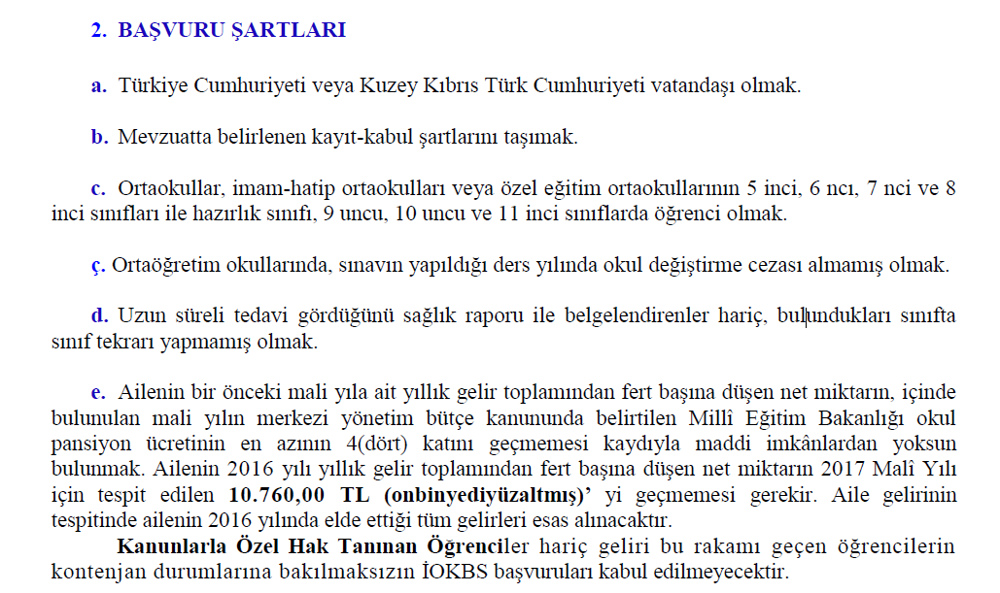 2. BAŞVURU ŞARTLARI
a. Türkiye Cumhuriyeti veya Kuzey Kıbrıs Türk Cumhuriyeti vatandaşı olmak.
b. Mevzuatta belirlenen kayıt-kabul şartlarını taşımak.
c. Ortaokullar, imam-hatip ortaokulları veya özel eğitim ortaokullarının 5 inci, 6 ncı, 7 nci ve 8
inci sınıfları ile hazırlık sınıfı, 9 uncu, 10 uncu ve 11 inci sınıflarda öğrenci olmak.
ç. Ortaöğretim okullarında, sınavın yapıldığı ders yılında okul değiştirme cezası almamış olmak.
d. Uzun süreli tedavi gördüğünü sağlık raporu ile belgelendirenler hariç, bulundukları sınıfta
sınıf tekrarı yapmamış olmak.
e. Ailenin bir önceki mali yıla ait yıllık gelir toplamından fert başına düşen net miktarın, içinde
bulunulan mali yılın merkezi yönetim bütçe kanununda belirtilen Millî Eğitim Bakanlığı okul
pansiyon ücretinin en azının 4(dört) katını geçmemesi kaydıyla maddi imkânlardan yoksun
bulunmak. Ailenin 2016 yılı yıllık gelir toplamından fert başına düşen net miktarın 2017 Malî Yılı
için tespit edilen 10.760,00 TL (onbinyediyüzaltmış)’ yi geçmemesi gerekir. Aile gelirinin
tespitinde ailenin 2016 yılında elde ettiği tüm gelirleri esas alınacaktır.
Kanunlarla Özel Hak Tanınan Öğrenciler hariç geliri bu rakamı geçen öğrencilerin
kontenjan durumlarına bakılmaksızın İOKBS başvuruları kabul edilmeyecektir.